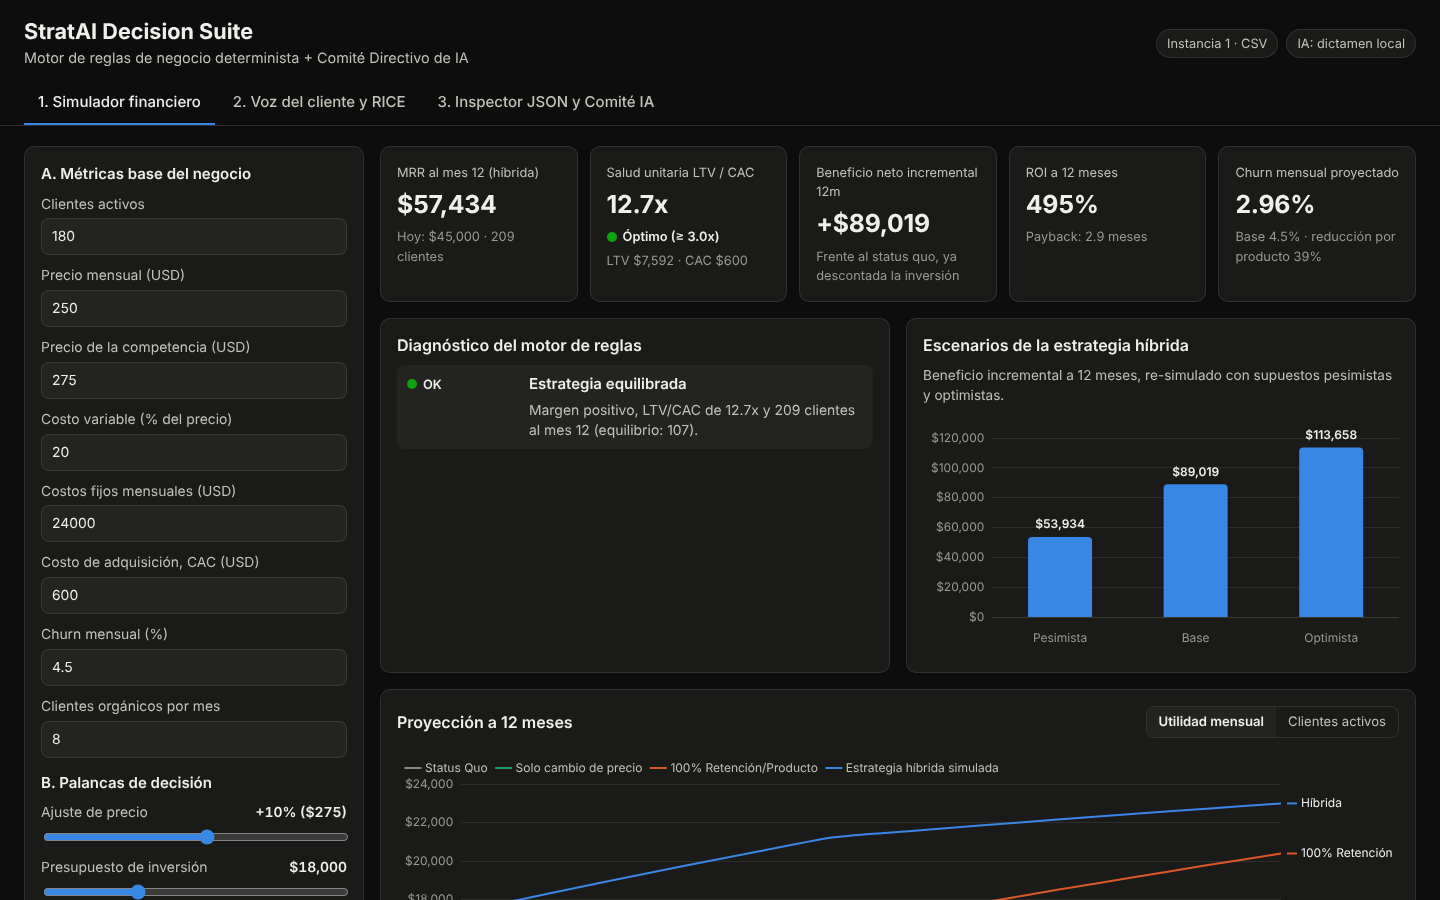 StratAI Decision Suite
Motor de reglas de negocio determinista + Comité Directivo de IA
Instancia 1 · CSV
IA: dictamen local
1. Simulador financiero
2. Voz del cliente y RICE
3. Inspector JSON y Comité IA
A. Métricas base del negocio
Clientes activos
180
Precio mensual (USD)
250
Precio de la competencia (USD)
275
Costo variable (% del precio)
20
Costos fijos mensuales (USD)
24000
Costo de adquisición, CAC (USD)
600
Churn mensual (%)
4.5
Clientes orgánicos por mes
8
B. Palancas de decisión
Ajuste de precio
+10% ($275)
Presupuesto de inversión
$18,000
MRR al mes 12 (híbrida)
$57,434
Hoy: $45,000 · 209
clientes
Salud unitaria LTV / CAC
12.7x
Óptimo (≥ 3.0x)
LTV $7,592 · CAC $600
Beneficio neto incremental
12m
+$89,019
Frente al status quo, ya
descontada la inversión
ROI a 12 meses
495%
Payback: 2.9 meses
Churn mensual proyectado
2.96%
Base 4.5% · reducción por
producto 39%
Diagnóstico del motor de reglas
OK
Estrategia equilibrada
Margen positivo, LTV/CAC de 12.7x y 209 clientes
al mes 12 (equilibrio: 107).
Escenarios de la estrategia híbrida
Beneficio incremental a 12 meses, re-simulado con supuestos pesimistas
y optimistas.
$120,000
$100,000
$80,000
$60,000
$40,000
$20,000
$0
$53,934
$89,019
$113,658
Pesimista
Base
Optimista
Proyección a 12 meses
Utilidad mensual
Clientes activos
Status Quo
Solo cambio de precio
100% Retención/Producto
Estrategia híbrida simulada
$24,000
$22,000
$20,000
$18,000
Híbrida
100% Retención